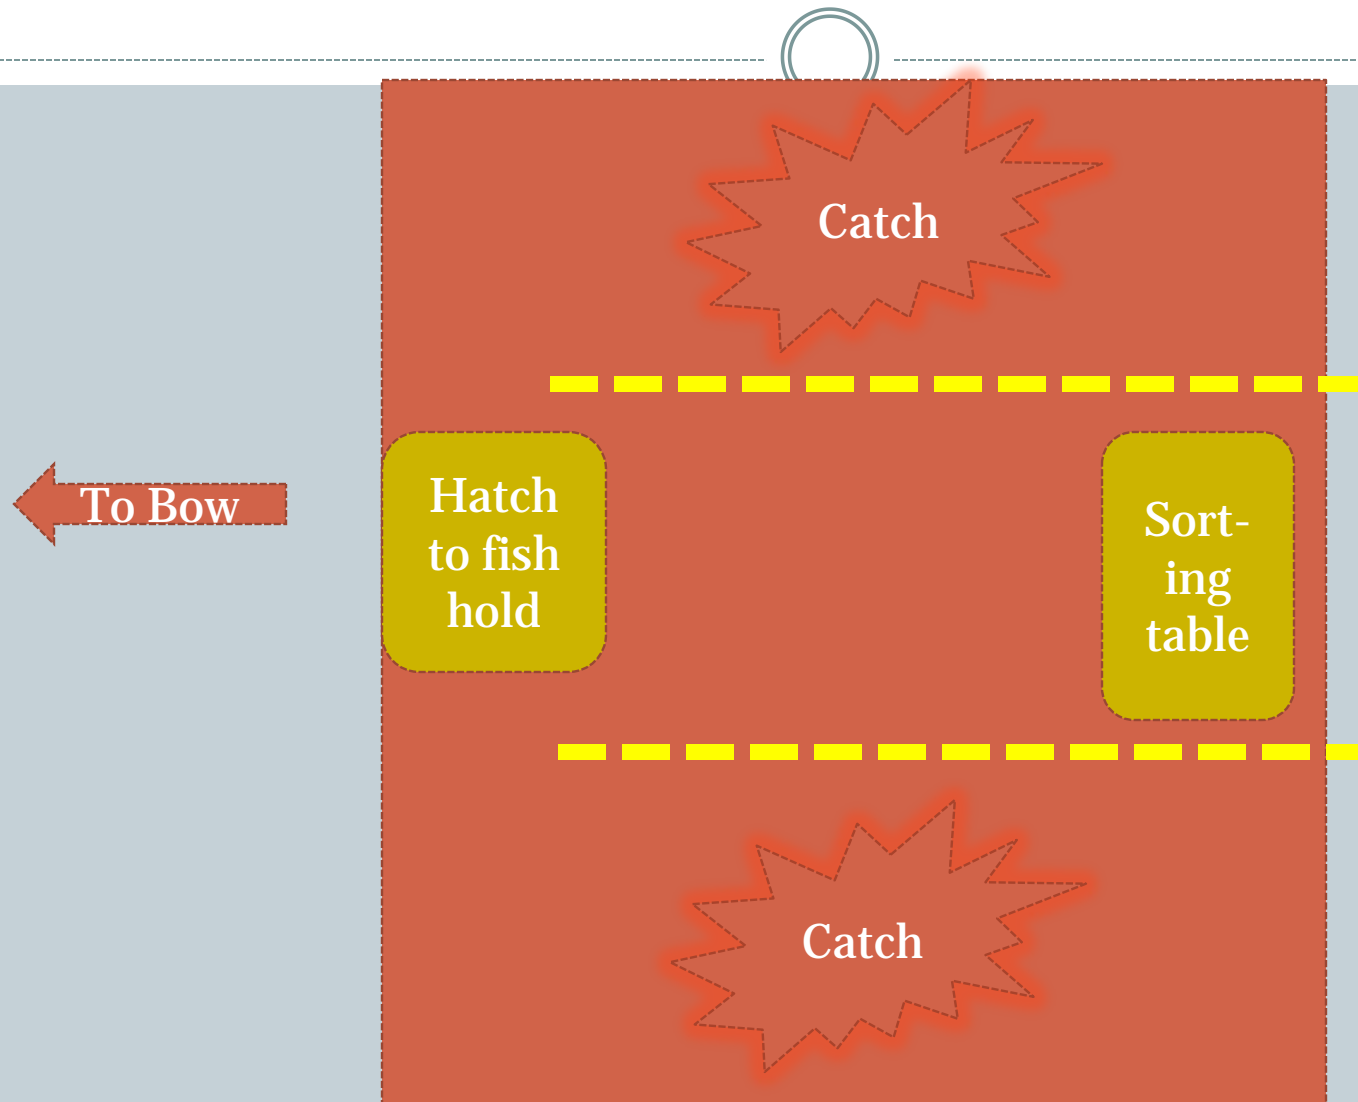 Catch
To Bow
Hatch
to fish
hold
Sort-
ing
table
Catch